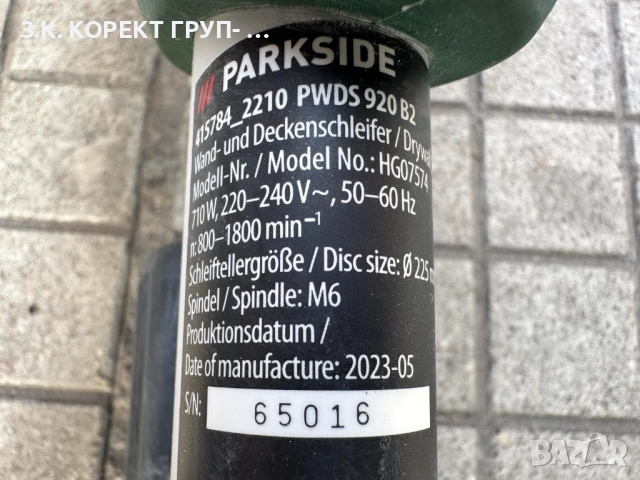 З.К. КОРЕКТ ГРУП- ...
PARKSIDE
415784_2210 PWDS 920 B2
Wand- und Deckenschleifer / Drywal
Modell-Nr. / Model No.: HG07574
710 W, 220–240 V~, 50–60 Hz
n: 800–1800 min⁻¹
Schleiftellergröße / Disc size: Ø 225 m
Spindel / Spindle: M6
Produktionsdatum /
Date of manufacture: 2023-05
S/N: 65016
BAZAR